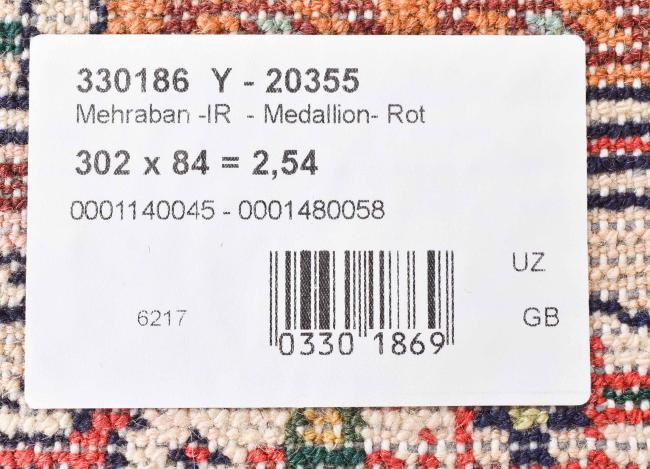 330186 Y - 20355
Mehraban -IR - Medallion- Rot
302 x 84 = 2,54
0001140045 - 0001480058
UZ
6217
GB
0330 1869